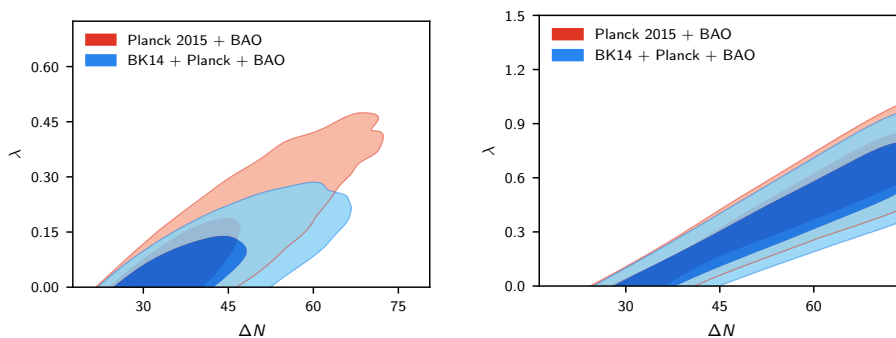 Planck 2015 + BAO
BK14 + Planck + BAO
0.60
0.45
0.30
0.15
0.00
λ
30
45
60
75
ΔN
Planck 2015 + BAO
BK14 + Planck + BAO
1.5
1.2
0.9
0.6
0.3
0.0
λ
30
45
60
ΔN